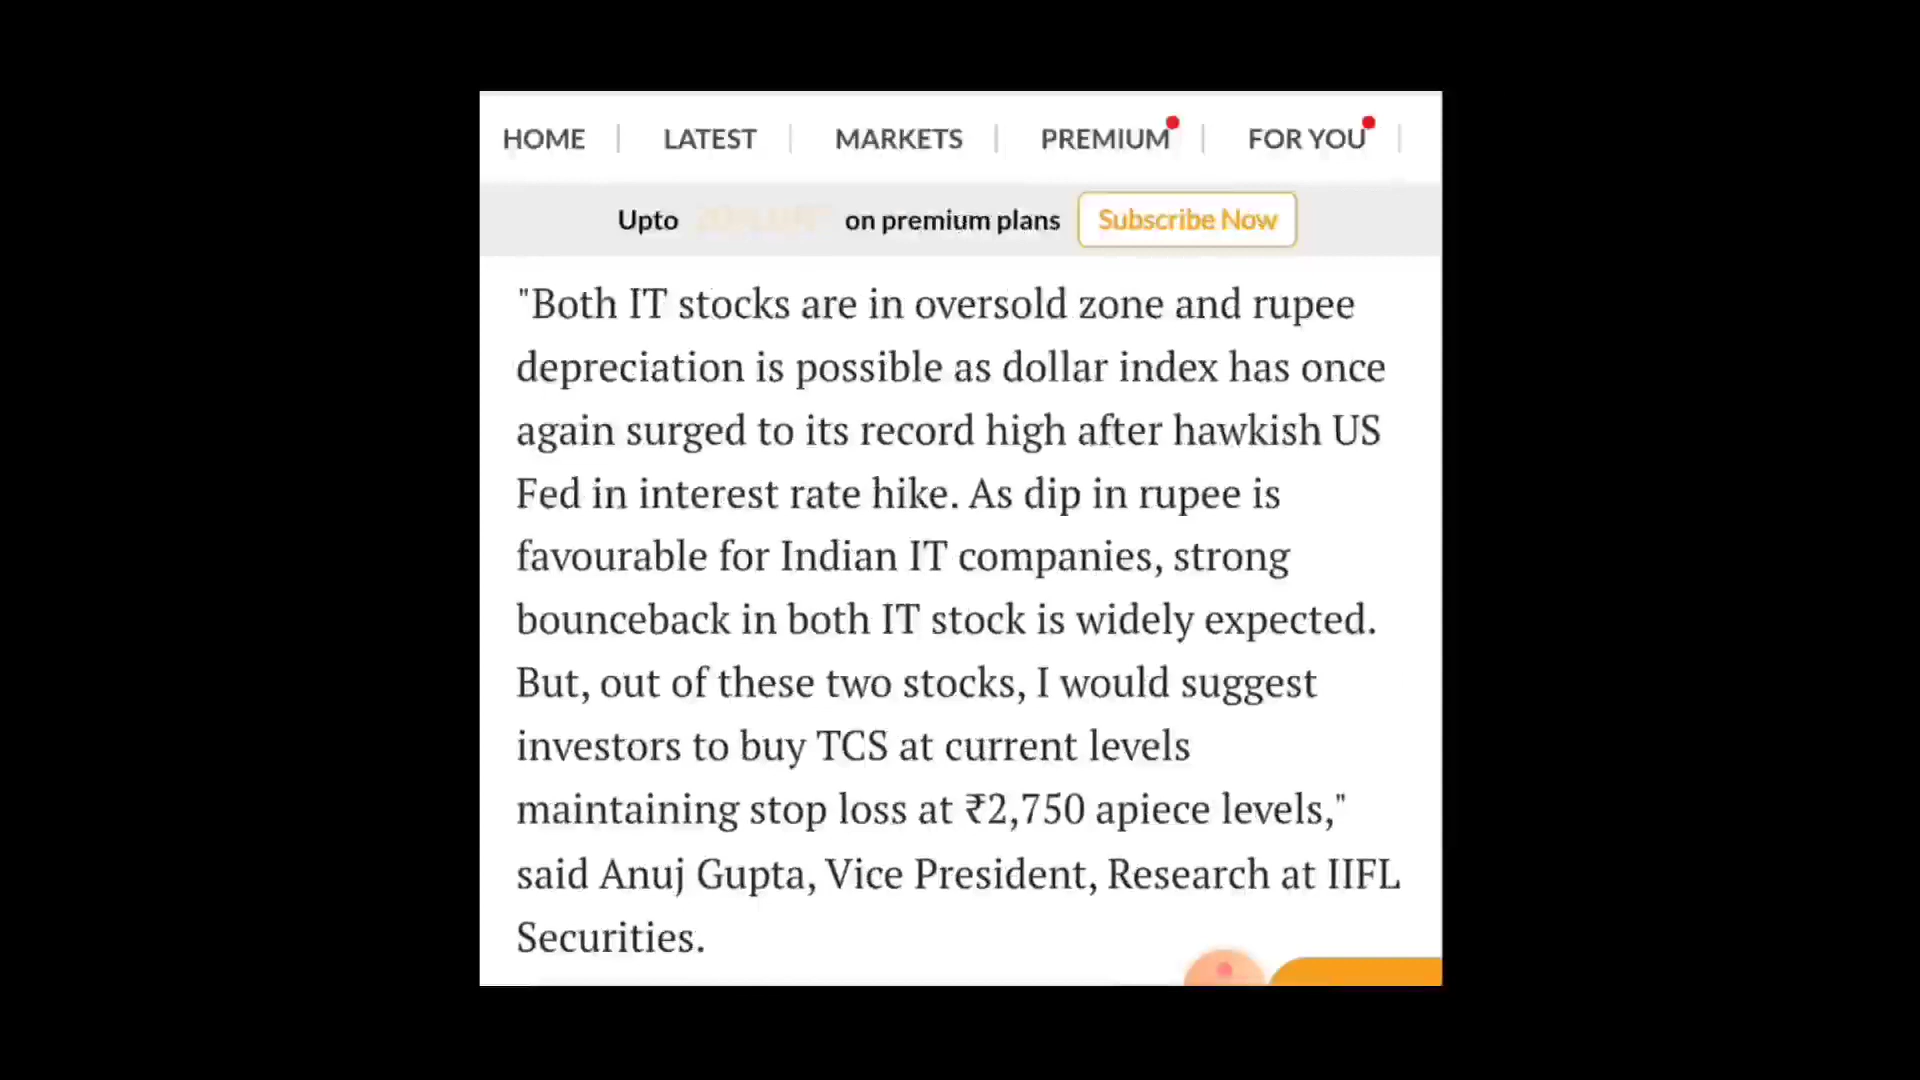 HOME LATEST MARKETS PREMIUM FOR YOU
Upto on premium plans Subscribe Now
"Both IT stocks are in oversold zone and rupee
depreciation is possible as dollar index has once
again surged to its record high after hawkish US
Fed in interest rate hike. As dip in rupee is
favourable for Indian IT companies, strong
bounceback in both IT stock is widely expected.
But, out of these two stocks, I would suggest
investors to buy TCS at current levels
maintaining stop loss at ₹2,750 apiece levels,"
said Anuj Gupta, Vice President, Research at IIFL
Securities.